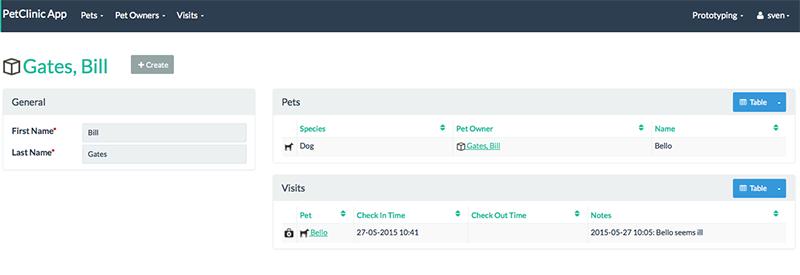 PetClinic App Pets Pet Owners Visits Prototyping sven
Gates, Bill + Create
General
First Name* Bill
Last Name* Gates
Pets Table
Species Pet Owner Name
Dog Gates, Bill Bello
Visits Table
Pet Check In Time Check Out Time Notes
Bello 27-05-2015 10:41 2015-05-27 10:05: Bello seems ill